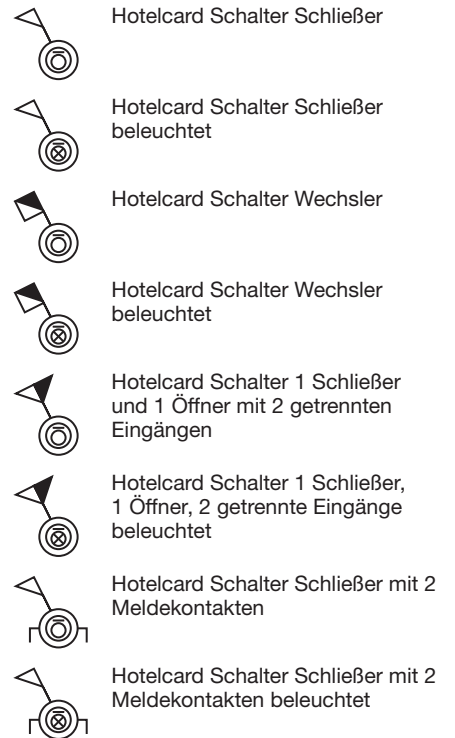 Hotelcard Schalter Schließer
Hotelcard Schalter Schließer
beleuchtet
Hotelcard Schalter Wechsler
Hotelcard Schalter Wechsler
beleuchtet
Hotelcard Schalter 1 Schließer
und 1 Öffner mit 2 getrennten
Eingängen
Hotelcard Schalter 1 Schließer,
1 Öffner, 2 getrennte Eingänge
beleuchtet
Hotelcard Schalter Schließer mit 2
Meldekontakten
Hotelcard Schalter Schließer mit 2
Meldekontakten beleuchtet